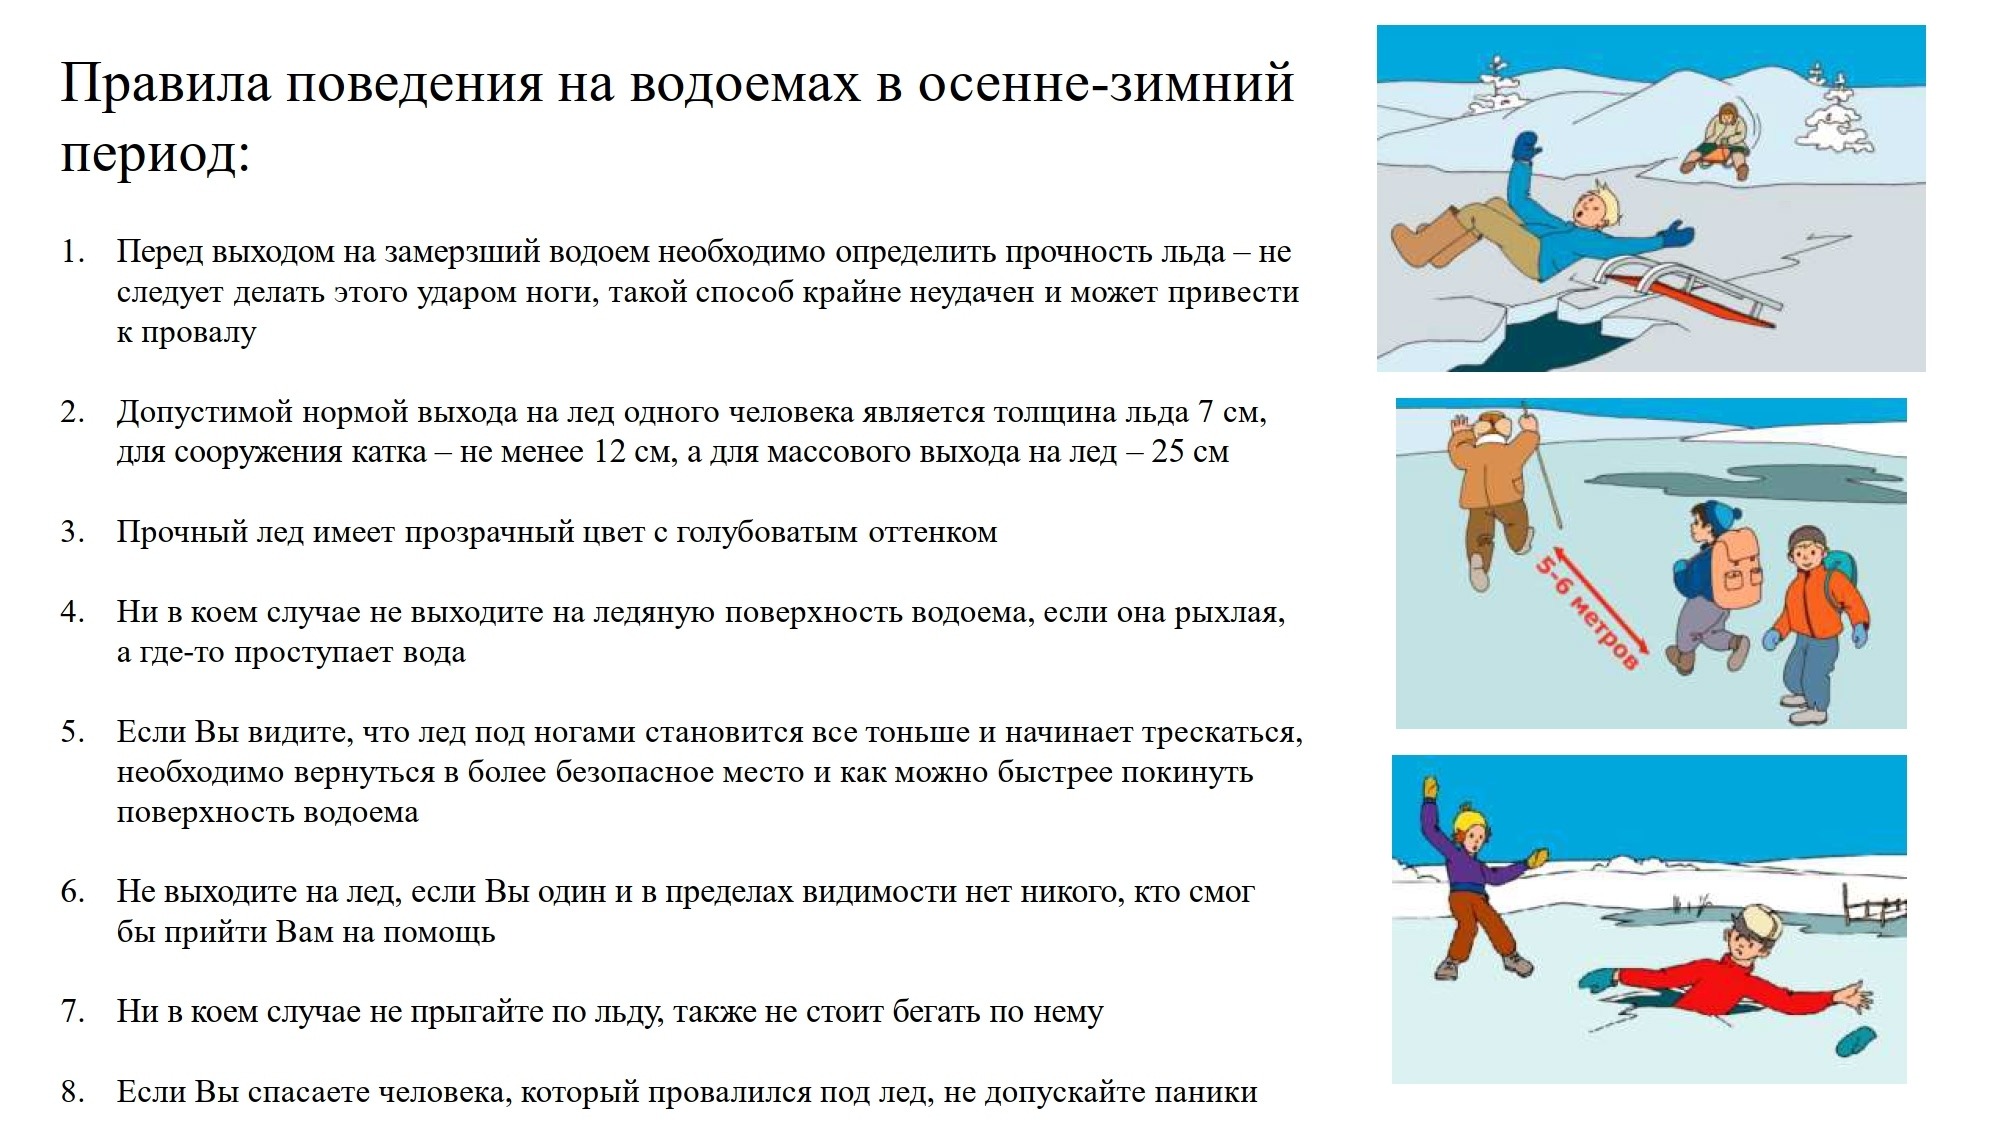 Правила поведения на водоемах в осенне-зимний
период:
1. Перед выходом на замерзший водоем необходимо определить прочность льда – не
следует делать этого ударом ноги, такой способ крайне неудачен и может привести
к провалу
2. Допустимой нормой выхода на лед одного человека является толщина льда 7 см,
для сооружения катка – не менее 12 см, а для массового выхода на лед – 25 см
3. Прочный лед имеет прозрачный цвет с голубоватым оттенком
4. Ни в коем случае не выходите на ледяную поверхность водоема, если она рыхлая,
а где-то проступает вода
5. Если Вы видите, что лед под ногами становится все тоньше и начинает трескаться,
необходимо вернуться в более безопасное место и как можно быстрее покинуть
поверхность водоема
6. Не выходите на лед, если Вы один и в пределах видимости нет никого, кто смог
бы прийти Вам на помощь
7. Ни в коем случае не прыгайте по льду, также не стоит бегать по нему
8. Если Вы спасаете человека, который провалился под лед, не допускайте паники
5-6 метров